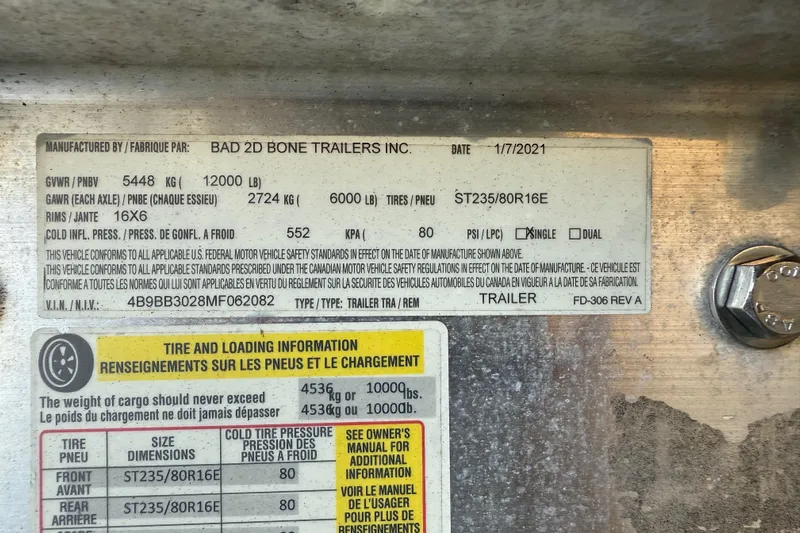 MANUFACTURED BY / FABRIQUE PAR: BAD 2D BONE TRAILERS INC. DATE 1/7/2021
GVWR / PNBV 5448 KG ( 12000 LB)
GAWR (EACH AXLE) / PNBE (CHAQUE ESSIEU) 2724 KG ( 6000 LB) TIRES / PNEU ST235/80R16E
RIMS / JANTE 16X6
COLD INFL. PRESS. / PRESS. DE GONFL. A FROID 552 KPA ( 80 PSI / LPC) SINGLE DUAL
THIS VEHICLE CONFORMS TO ALL APPLICABLE U.S. FEDERAL MOTOR VEHICLE SAFETY STANDARDS IN EFFECT ON THE DATE OF MANUFACTURE SHOWN ABOVE.
THIS VEHICLE CONFORMS TO ALL APPLICABLE STANDARDS PRESCRIBED UNDER THE CANADIAN MOTOR VEHICLE SAFETY REGULATIONS IN EFFECT ON THE DATE OF MANUFACTURE. - CE VEHICULE EST
CONFORME A TOUTES LES NORMES QUI LUI SONT APPLICABLES EN VERTU DU REGLEMENT SUR LA SECURITE DES VEHICULES AUTOMOBILES DU CANADA EN VIGUEUR A LA DATE DE SA FABRICATION.
V.I.N. / N.I.V.: 4B9BB3028MF062082 TYPE / TYPE: TRAILER TRA / REM TRAILER FD-306 REV A
TIRE AND LOADING INFORMATION
RENSEIGNEMENTS SUR LES PNEUS ET LE CHARGEMENT
The weight of cargo should never exceed 4536 kg or 10000 lbs.
Le poids du chargement ne doit jamais dépasser 4536 kg ou 10000 lb.
TIRE
PNEU
SIZE
DIMENSIONS
COLD TIRE PRESSURE
PRESSION DES
PNEUS A FROID
SEE OWNER'S
MANUAL FOR
ADDITIONAL
INFORMATION
FRONT
AVANT
ST235/80R16E
80
VOIR LE MANUEL
DE L'USAGER
POUR PLUS DE
RENSEIGNEMENTS
REAR
ARRIÈRE
ST235/80R16E
80